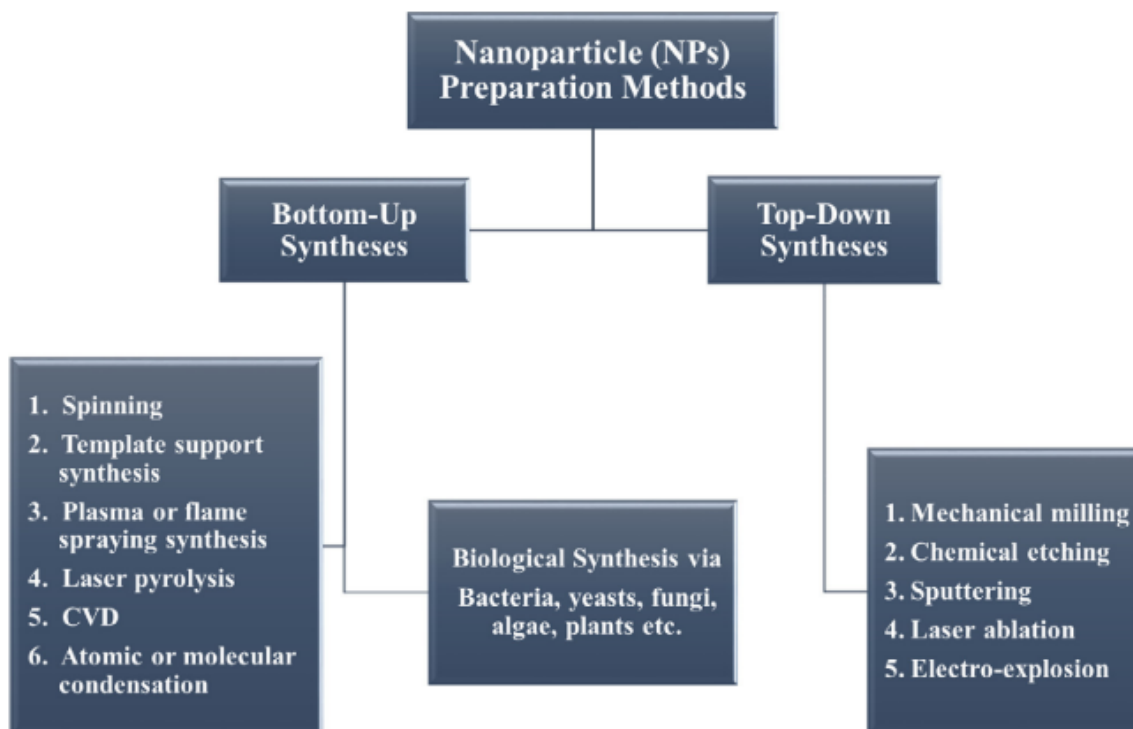 Nanoparticle (NPs)
Preparation Methods
Bottom-Up
Syntheses
Top-Down
Syntheses
1. Spinning
2. Template support
synthesis
3. Plasma or flame
spraying synthesis
4. Laser pyrolysis
5. CVD
6. Atomic or molecular
condensation
Biological Synthesis via
Bacteria, yeasts, fungi,
algae, plants etc.
1. Mechanical milling
2. Chemical etching
3. Sputtering
4. Laser ablation
5. Electro-explosion